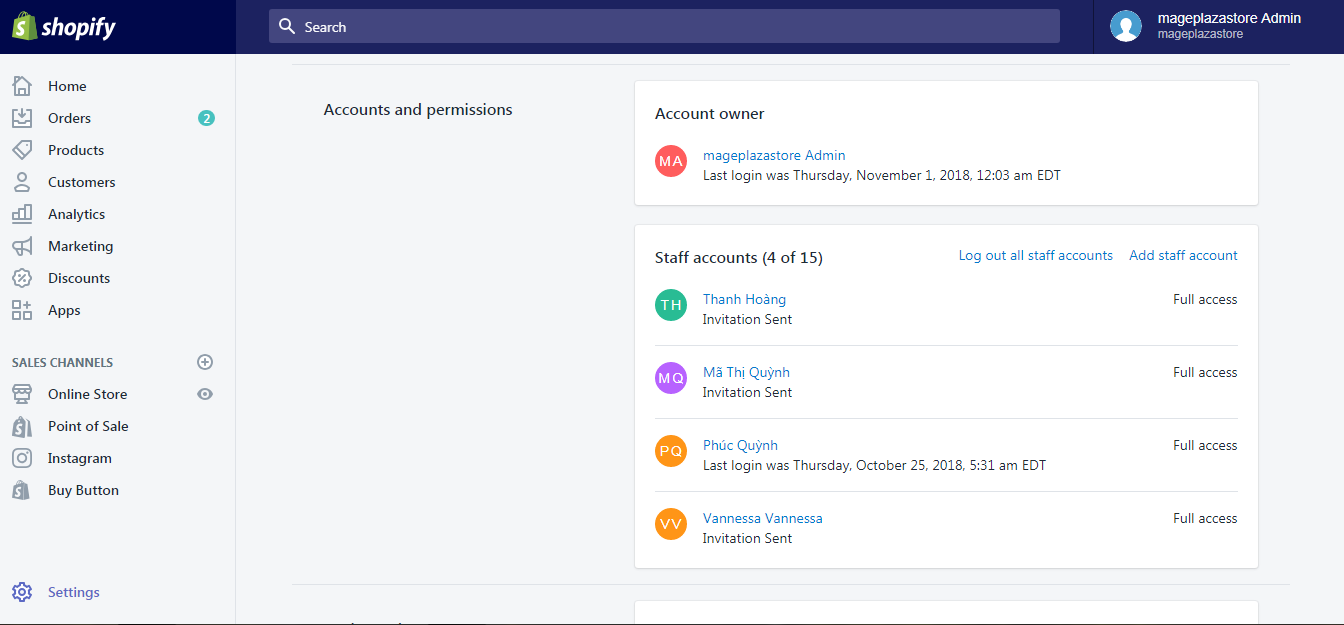 shopify
Search
mageplazastore Admin
mageplazastore
Home
Orders
2
Products
Customers
Analytics
Marketing
Discounts
Apps
SALES CHANNELS
Online Store
Point of Sale
Instagram
Buy Button
Settings
Accounts and permissions
Account owner
MA
mageplazastore Admin
Last login was Thursday, November 1, 2018, 12:03 am EDT
Staff accounts (4 of 15)
Log out all staff accounts
Add staff account
TH
Thanh Hoàng
Full access
Invitation Sent
MQ
Mã Thị Quỳnh
Full access
Invitation Sent
PQ
Phúc Quỳnh
Full access
Last login was Thursday, October 25, 2018, 5:31 am EDT
VV
Vannessa Vannessa
Full access
Invitation Sent